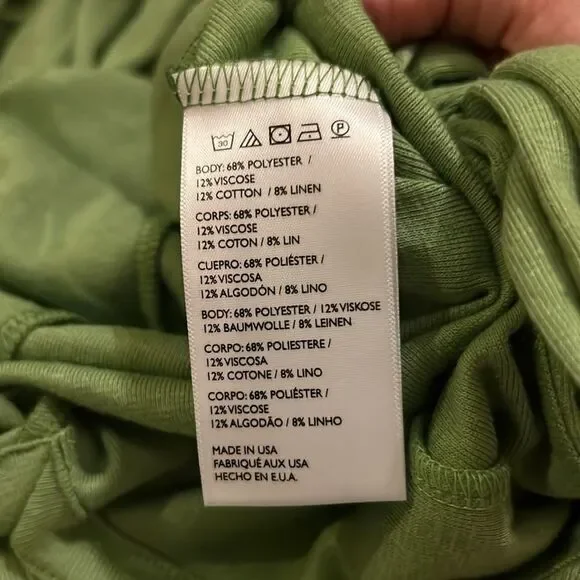 30 P
BODY: 68% POLYESTER /
12% VISCOSE
12% COTTON / 8% LINEN
CORPS: 68% POLYESTER /
12% VISCOSE
12% COTON / 8% LIN
CUEPRO: 68% POLIÉSTER /
12% VISCOSA
12% ALGODÓN / 8% LINO
BODY: 68% POLYESTER / 12% VISKOSE
12% BAUMWOLLE / 8% LEINEN
CORPO: 68% POLIESTERE /
12% VISCOSA
12% COTONE / 8% LINO
CORPO: 68% POLIÉSTER /
12% VISCOSE
12% ALGODÃO / 8% LINHO
MADE IN USA
FABRIQUÉ AUX USA
HECHO EN E.U.A.